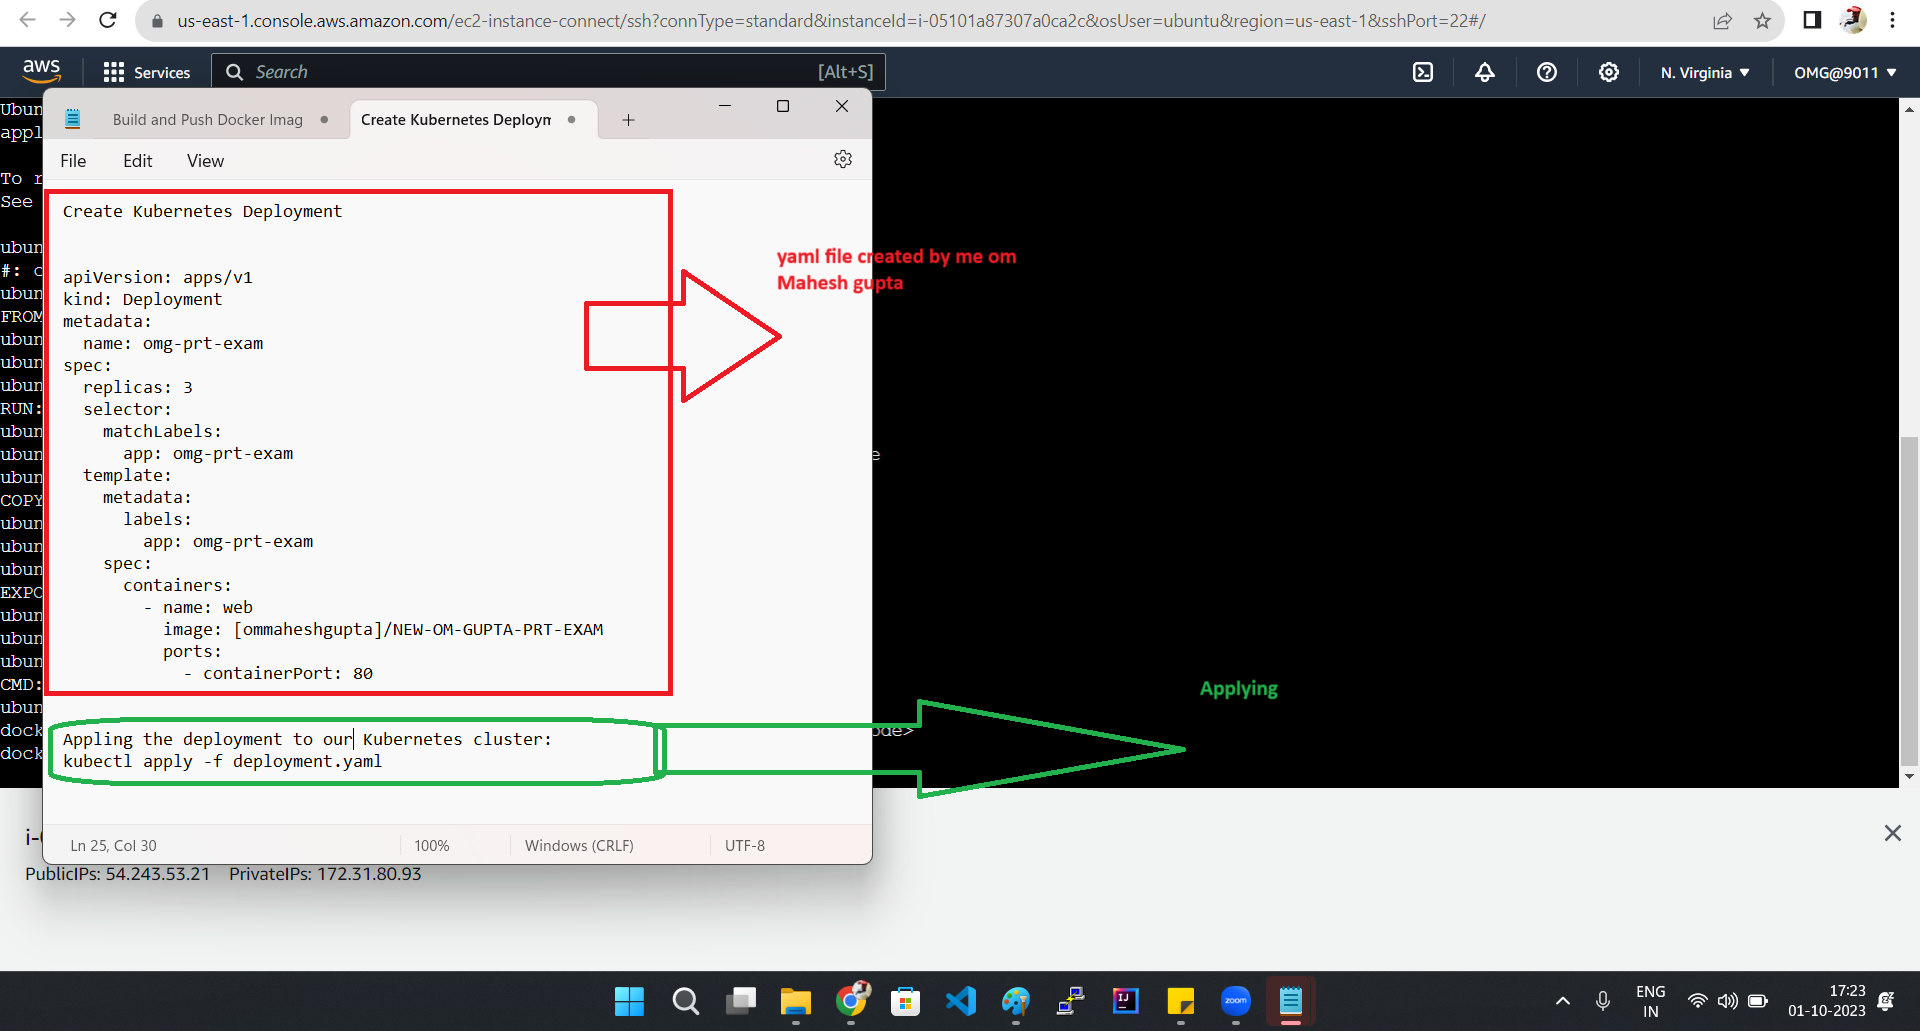 us-east-1.console.aws.amazon.com/ec2-instance-connect/ssh?connType=standard&instanceId=i-05101a87307a0ca2c&osUser=ubuntu&region=us-east-1&sshPort=22#/
aws
Services
Search
[Alt+S]
N. Virginia
OMG@9011
Build and Push Docker Imag
Create Kubernetes Deploym
File
Edit
View
Create Kubernetes Deployment
apiVersion: apps/v1
kind: Deployment
metadata:
  name: omg-prt-exam
spec:
  replicas: 3
  selector:
    matchLabels:
      app: omg-prt-exam
  template:
    metadata:
      labels:
        app: omg-prt-exam
    spec:
      containers:
        - name: web
          image: [ommaheshgupta]/NEW-OM-GUPTA-PRT-EXAM
          ports:
            - containerPort: 80
Appling the deployment to our Kubernetes cluster:
kubectl apply -f deployment.yaml
Ln 25, Col 30
100%
Windows (CRLF)
UTF-8
yaml file created by me om
Mahesh gupta
Applying
Ubun
appl
To r
See
ubun
#: c
ubun
FROM
ubun
ubun
ubun
RUN:
ubun
ubun
ubun
COPY
ubun
ubun
ubun
EXPO
ubun
ubun
ubun
CMD:
ubun
dock
dock
e
ode>
PublicIPs: 54.243.53.21 PrivateIPs: 172.31.80.93
zoom
ENG
IN
17:23
01-10-2023